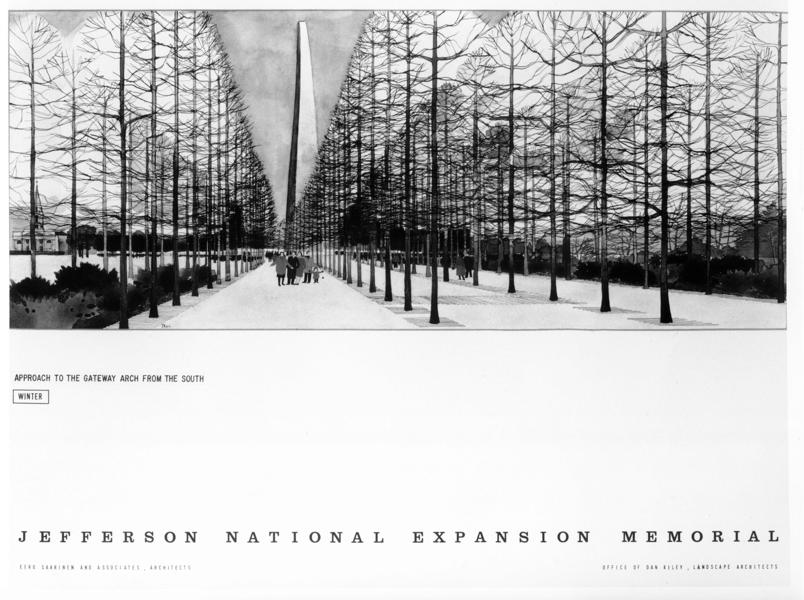 APPROACH TO THE GATEWAY ARCH FROM THE SOUTH
WINTER
JEFFERSON NATIONAL EXPANSION MEMORIAL
EERO SAARINEN AND ASSOCIATES, ARCHITECTS
OFFICE OF DAN KILEY, LANDSCAPE ARCHITECTS